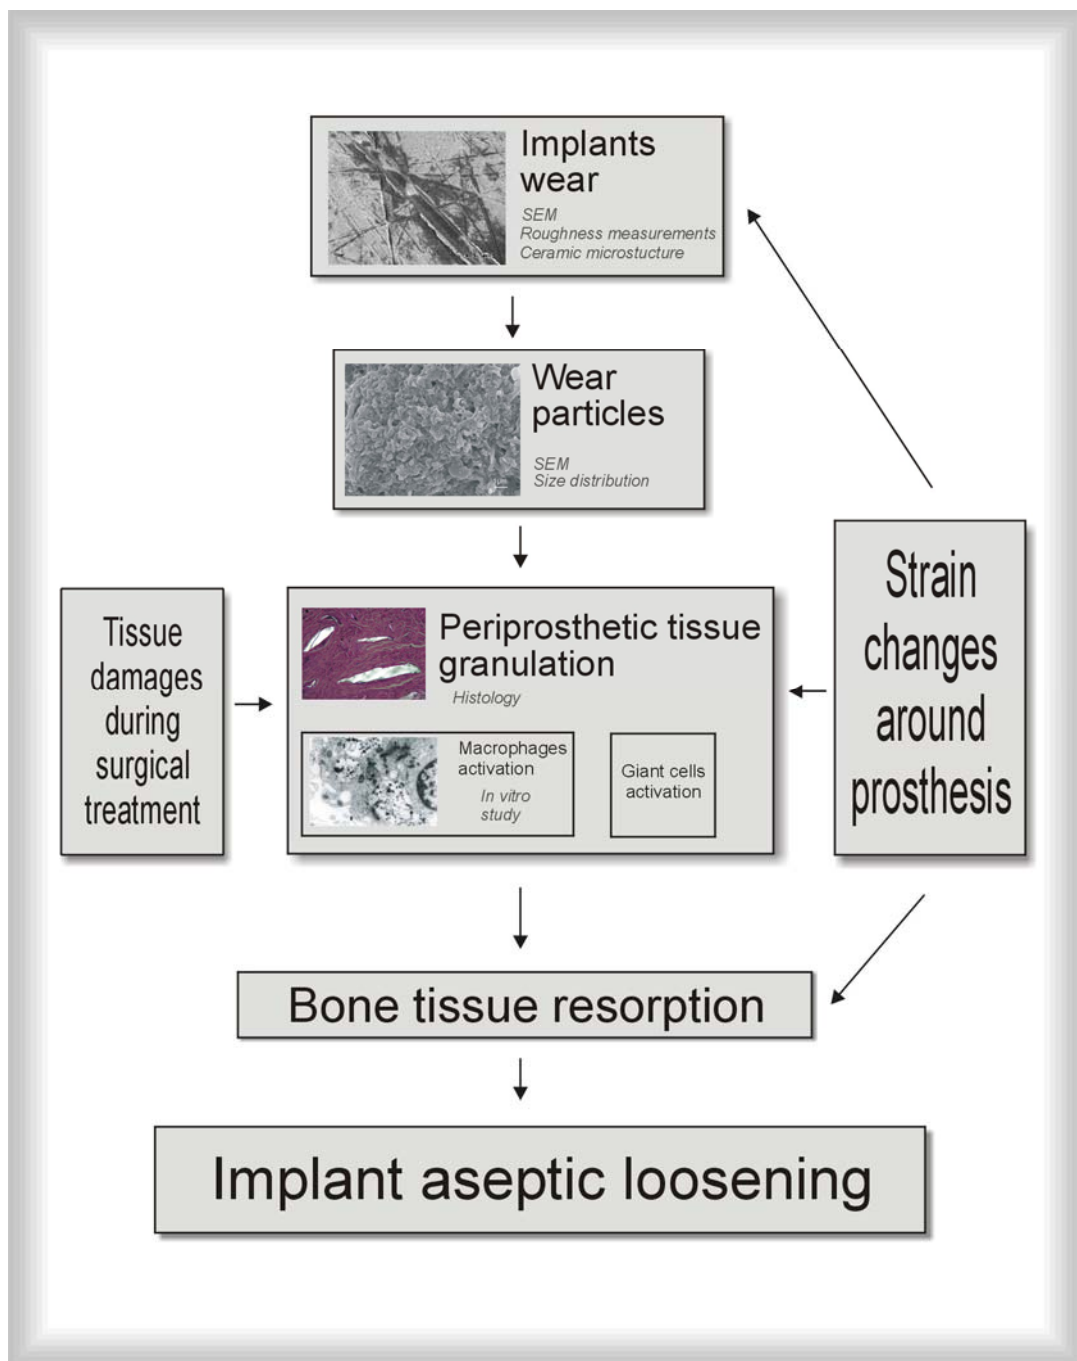 Implants
wear
SEM
Roughness measurements
Ceramic microstucture
Wear
particles
SEM
Size distribution
Tissue
damages
during
surgical
treatment
Periprosthetic tissue
granulation
Histology
Macrophages
activation
In vitro
study
Giant cells
activation
Strain
changes
around
prosthesis
Bone tissue resorption
Implant aseptic loosening